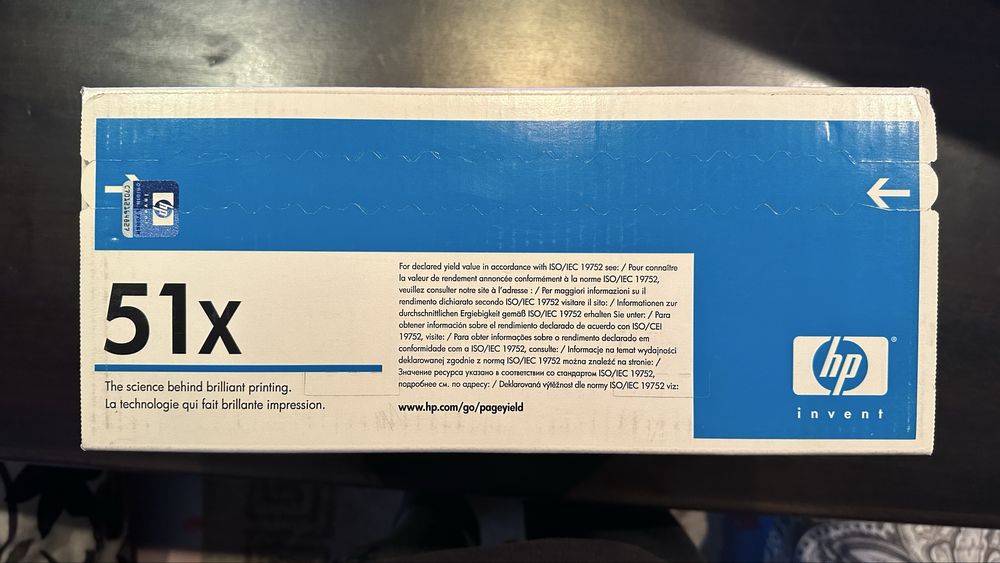 hp
invent
51x
The science behind brilliant printing.
La technologie qui fait brillante impression.
For declared yield value in accordance with ISO/IEC 19752 see: / Pour connaître
la valeur de rendement annoncée conformément à la norme ISO/IEC 19752,
veuillez consulter notre site à l'adresse : / Per maggiori informazioni su il
rendimento dichiarato secondo ISO/IEC 19752 visitare il sito: / Informationen zur
durchschnittlichen Ergiebigkeit gemäß ISO/IEC 19752 erhalten Sie unter: / Para
obtener información sobre el rendimiento declarado de acuerdo con ISO/CEI
19752, visite: / Para obter informações sobre o rendimento declarado em
conformidade com a ISO/IEC 19752, consulte: / Informacje na temat wydajności
deklarowanej zgodnie z normą ISO/IEC 19752 można znaleźć na stronie: /
Значение ресурса указано в соответствии со стандартом ISO/IEC 19752,
подробнее см. по адресу: / Deklarovaná výtěžnost dle normy ISO/IEC 19752 viz:
www.hp.com/go/pageyield
hp®
invent